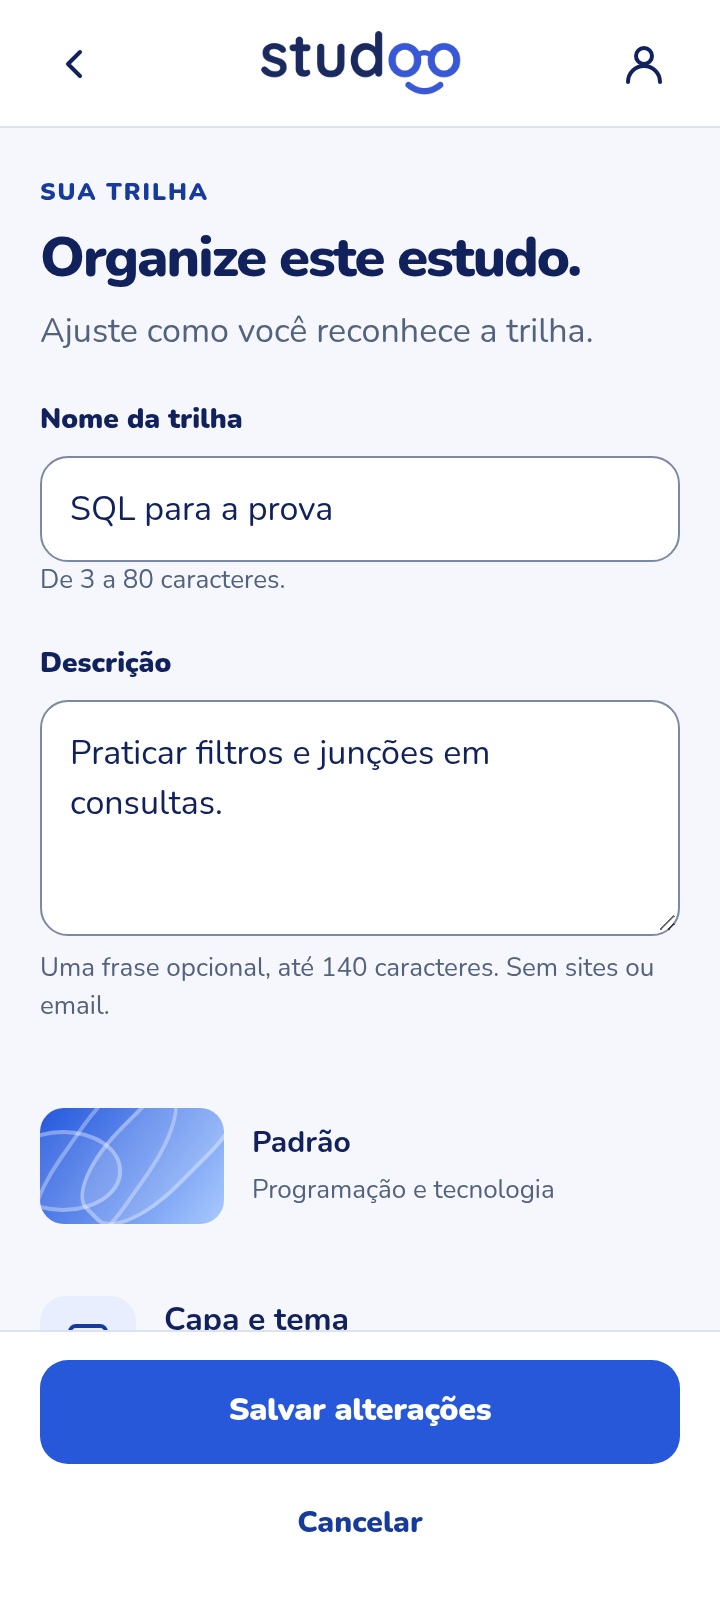 studoo
SUA TRILHA
Organize este estudo.
Ajuste como você reconhece a trilha.
Nome da trilha
SQL para a prova
De 3 a 80 caracteres.
Descrição
Praticar filtros e junções em
consultas.
Uma frase opcional, até 140 caracteres. Sem sites ou
email.
Padrão
Programação e tecnologia
Capa e tema
Salvar alterações
Cancelar